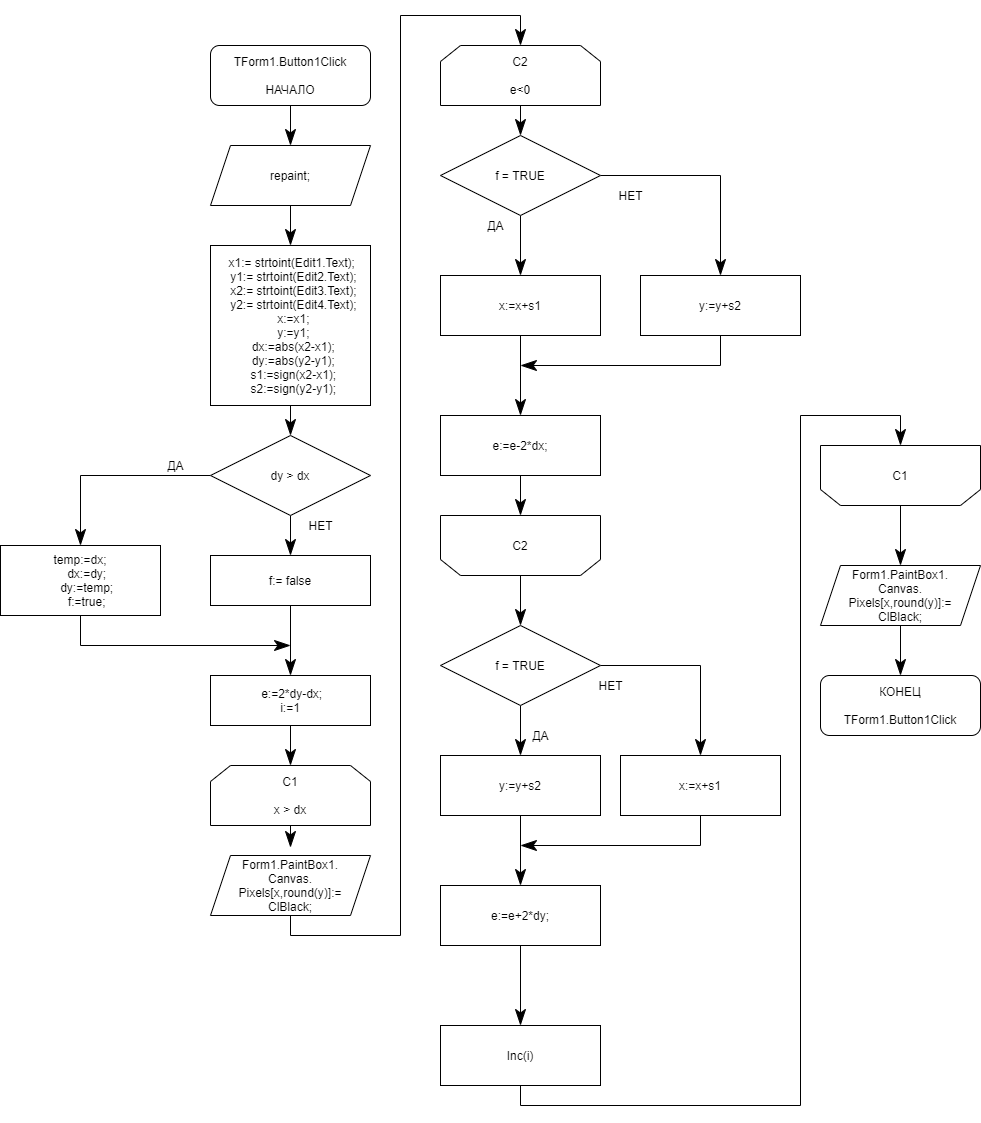 TForm1.Button1Click
НАЧАЛО
repaint;
x1:= strtoint(Edit1.Text);
y1:= strtoint(Edit2.Text);
x2:= strtoint(Edit3.Text);
y2:= strtoint(Edit4.Text);
x:=x1;
y:=y1;
dx:=abs(x2-x1);
dy:=abs(y2-y1);
s1:=sign(x2-x1);
s2:=sign(y2-y1);
dy > dx
ДА
НЕТ
temp:=dx;
dx:=dy;
dy:=temp;
f:=true;
f:= false
e:=2*dy-dx;
i:=1
C1
x > dx
Form1.PaintBox1.
Canvas.
Pixels[x,round(y)]:=
ClBlack;
C2
e<0
f = TRUE
НЕТ
ДА
x:=x+s1
y:=y+s2
e:=e-2*dx;
C2
f = TRUE
НЕТ
ДА
y:=y+s2
x:=x+s1
e:=e+2*dy;
Inc(i)
C1
Form1.PaintBox1.
Canvas.
Pixels[x,round(y)]:=
ClBlack;
КОНЕЦ
TForm1.Button1Click